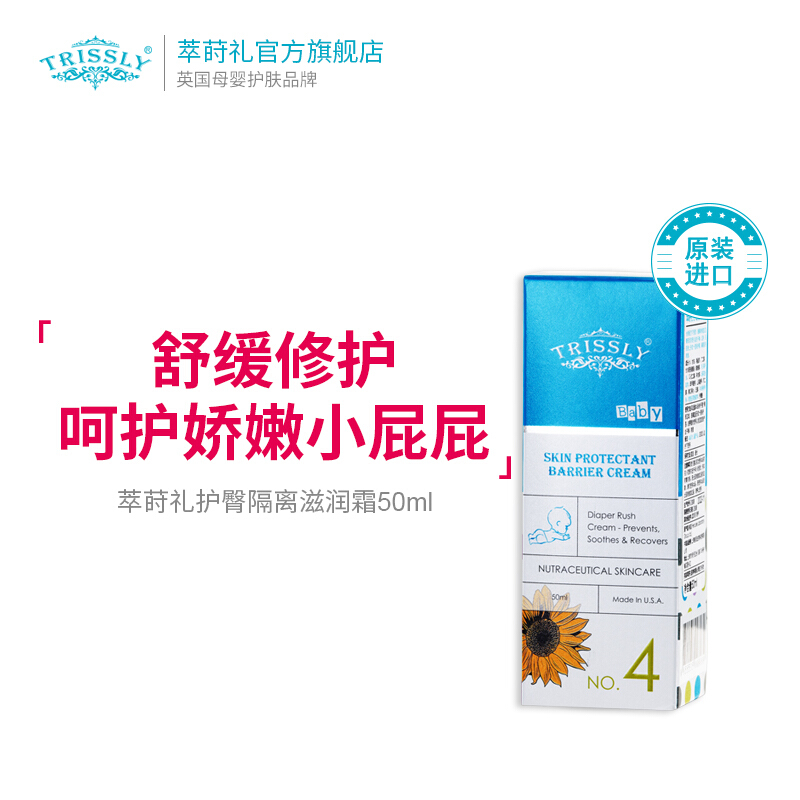 TRISSLY®
萃莳礼官方旗舰店
英国母婴护肤品牌
「舒缓修护
呵护娇嫩小屁屁」
萃莳礼护臀隔离滋润霜50ml
原装
进口
TRISSLY®
Baby
SKIN PROTECTANT
BARRIER CREAM
Diaper Rush
Cream - Prevents,
Soothes & Recovers
NUTRACEUTICAL SKINCARE
50ml
Made In U.S.A.
NO. 4